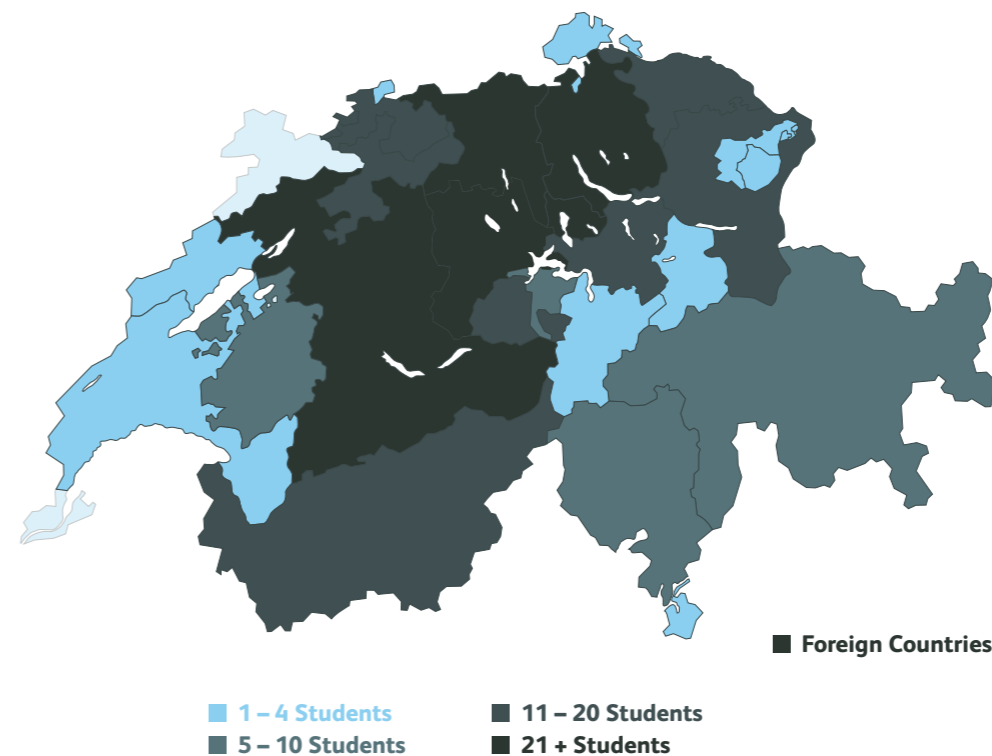 Foreign Countries
1 – 4 Students
11 – 20 Students
5 – 10 Students
21 + Students